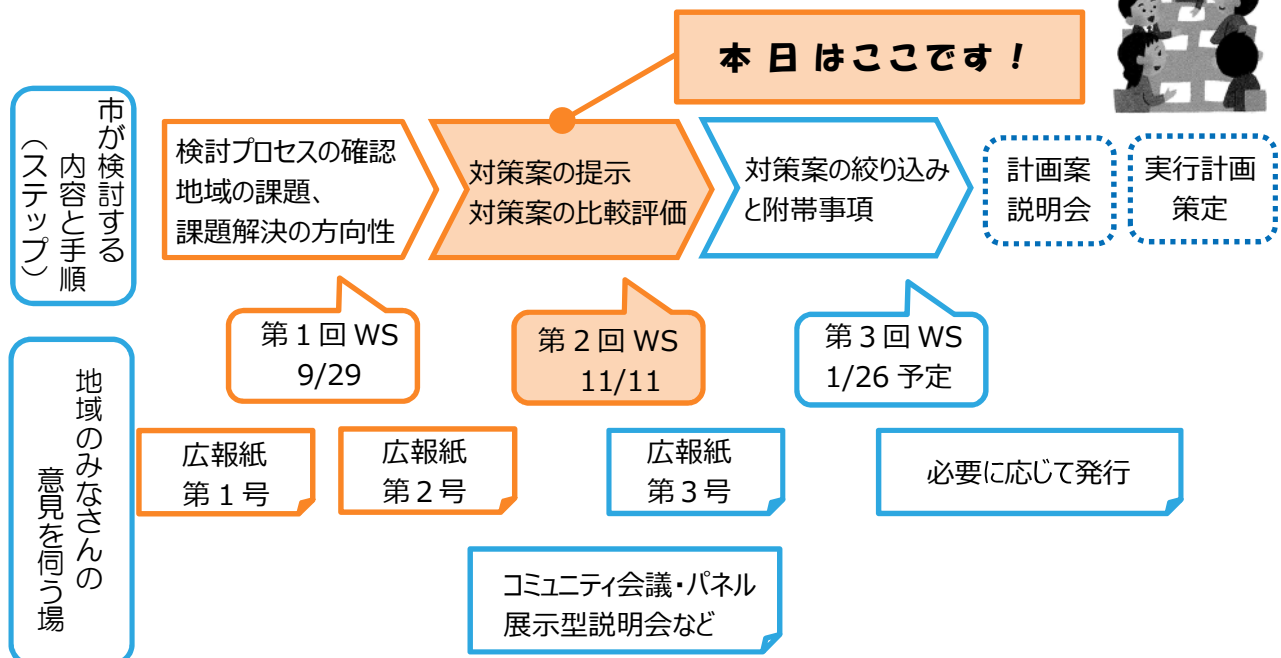 本日はここです！
市が検討する
内容と手順
（ステップ）
検討プロセスの確認
地域の課題、
課題解決の方向性
対策案の提示
対策案の比較評価
対策案の絞り込み
と附帯事項
計画案
説明会
実行計画
策定
第１回 WS
9/29
第２回 WS
11/11
第３回 WS
1/26 予定
地域のみなさんの
意見を伺う場
広報紙
第１号
広報紙
第２号
広報紙
第３号
必要に応じて発行
コミュニティ会議・パネル
展示型説明会など